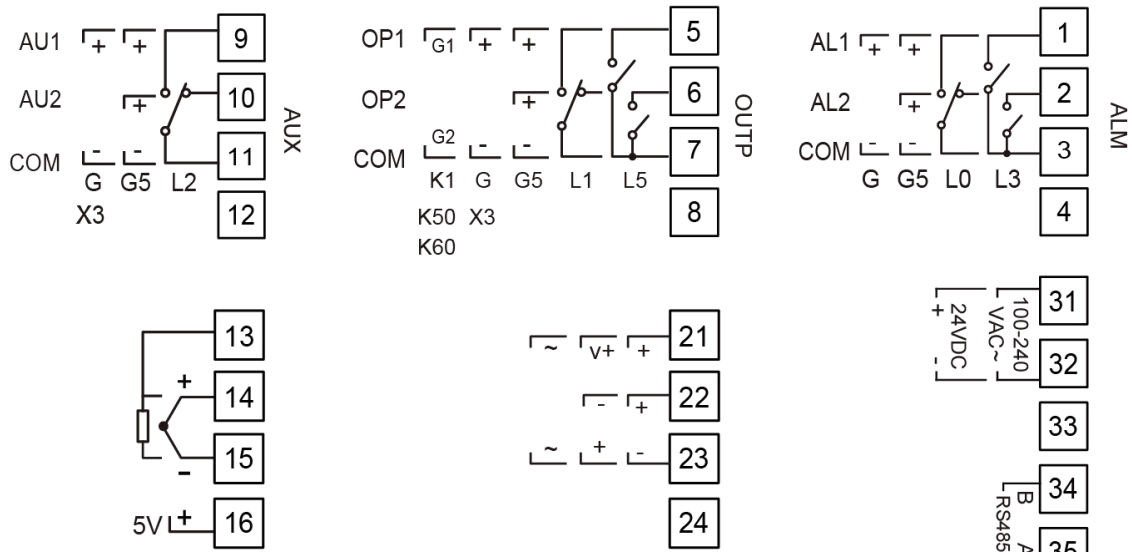 AU1 + + 9
AU2 + 10
COM - - 11
G G5 L2
X3 12
AUX
OP1 G1 + + 5
OP2 + 6
COM G2 - - 7
K1 G G5 L1 L5
K50 X3 8
K60
OUTP
AL1 + + 1
AL2 + 2
COM - - 3
G G5 L0 L3
4
ALM
13
+ 14
- 15
5V + 16
~ v+ + 21
- + 22
~ + - 23
24
31
100-240
VAC~
24VDC
+ -
32
33
34
B
RS485
A
35